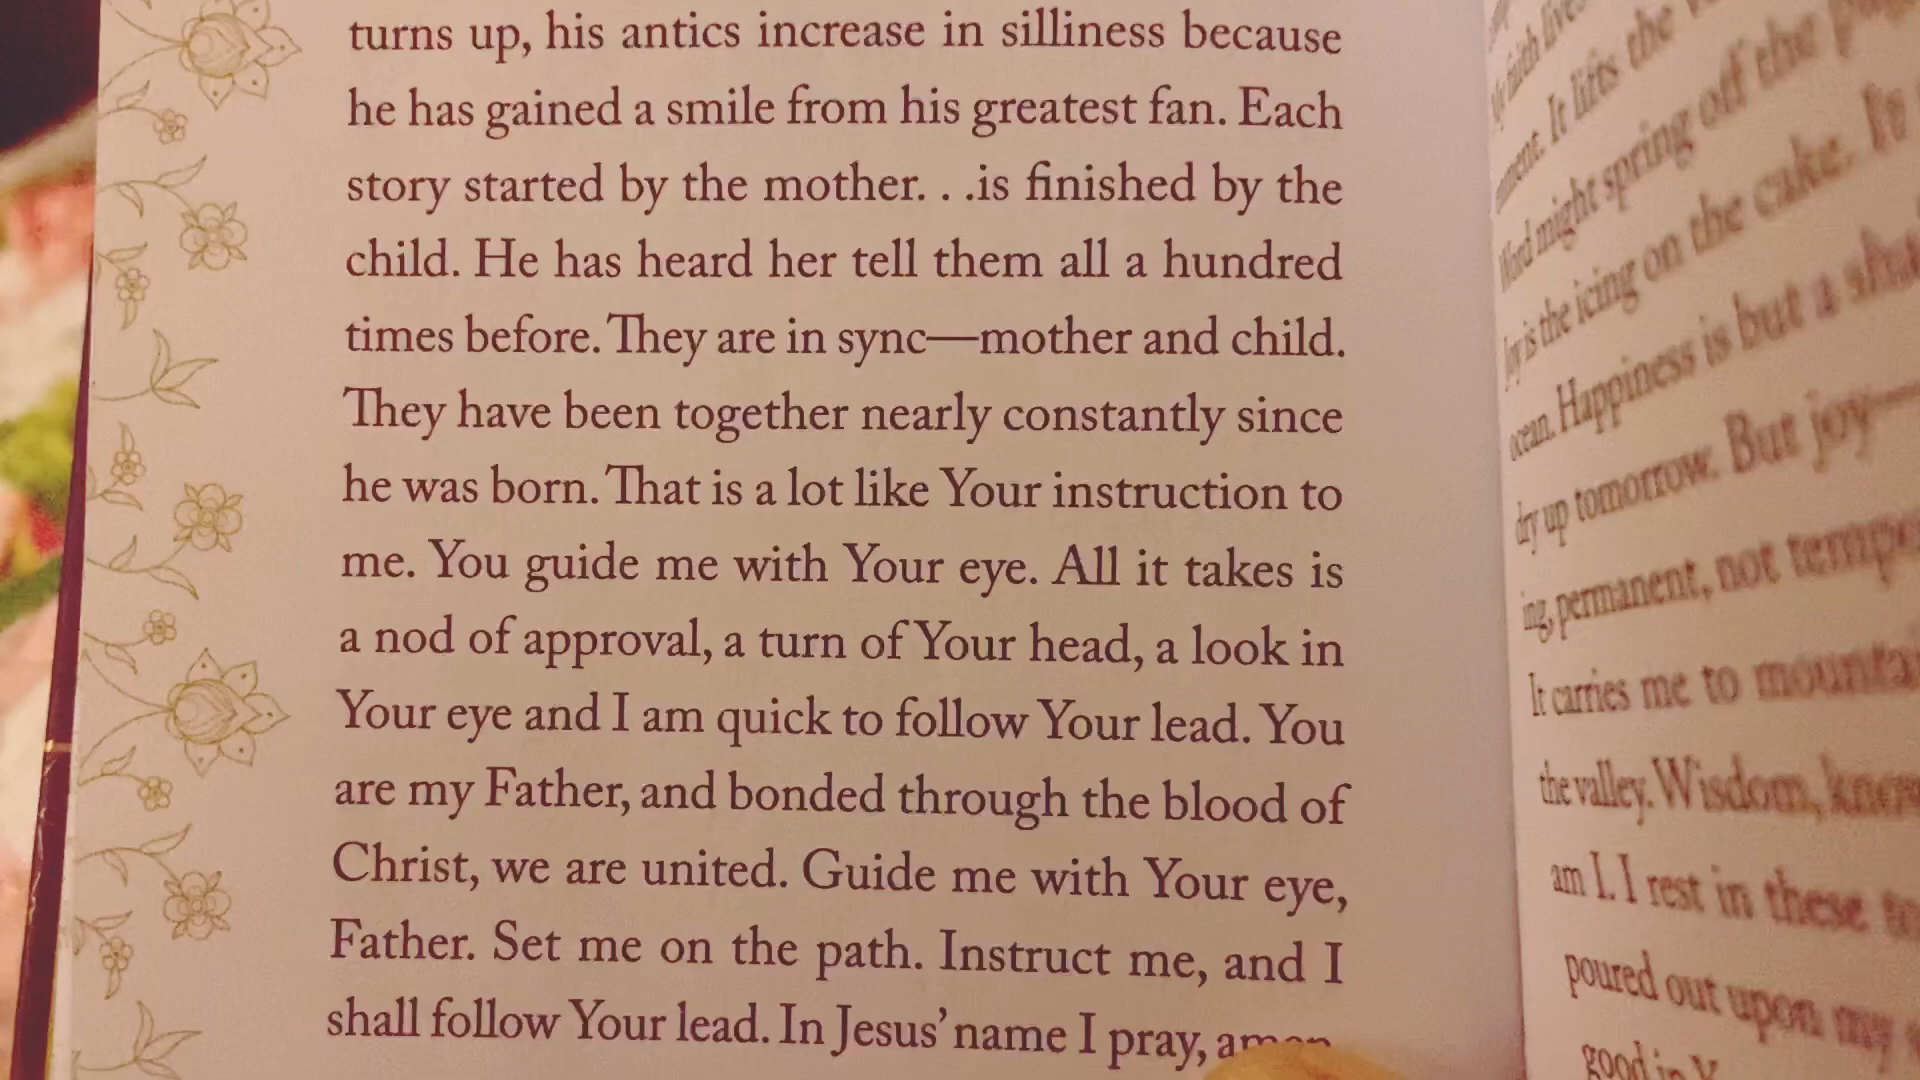 turns up, his antics increase in silliness because
he has gained a smile from his greatest fan. Each
story started by the mother. . .is finished by the
child. He has heard her tell them all a hundred
times before. They are in sync—mother and child.
They have been together nearly constantly since
he was born. That is a lot like Your instruction to
me. You guide me with Your eye. All it takes is
a nod of approval, a turn of Your head, a look in
Your eye and I am quick to follow Your lead. You
are my Father, and bonded through the blood of
Christ, we are united. Guide me with Your eye,
Father. Set me on the path. Instruct me, and I
shall follow Your lead. In Jesus' name I pray, amen
It lifts the
might spring off the
Joy is the icing on the cake. It
ocean. Happiness is but a
dry up tomorrow. But joy—
permanent, not
It carries me to
the valley. Wisdom,
am I. I rest in these
poured out upon my
good in